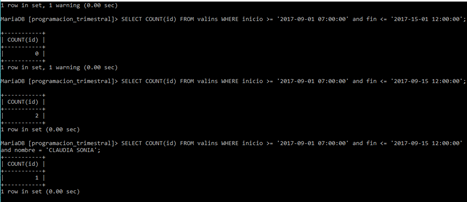 1 row in set, 1 warning (0.00 sec)
MariaDB [programacion_trimestral]> SELECT COUNT(id) FROM valins WHERE inicio >= '2017-09-01 07:00:00' and fin <= '2017-15-01 12:00:00';
+-----------+
| COUNT(id) |
+-----------+
| 0 |
+-----------+
1 row in set, 1 warning (0.00 sec)
MariaDB [programacion_trimestral]> SELECT COUNT(id) FROM valins WHERE inicio >= '2017-09-01 07:00:00' and fin <= '2017-09-15 12:00:00';
+-----------+
| COUNT(id) |
+-----------+
| 2 |
+-----------+
1 row in set (0.00 sec)
MariaDB [programacion_trimestral]> SELECT COUNT(id) FROM valins WHERE inicio >= '2017-09-01 07:00:00' and fin <= '2017-09-15 12:00:00'
and nombre = 'CLAUDIA SONIA';
+-----------+
| COUNT(id) |
+-----------+
| 1 |
+-----------+
1 row in set (0.00 sec)